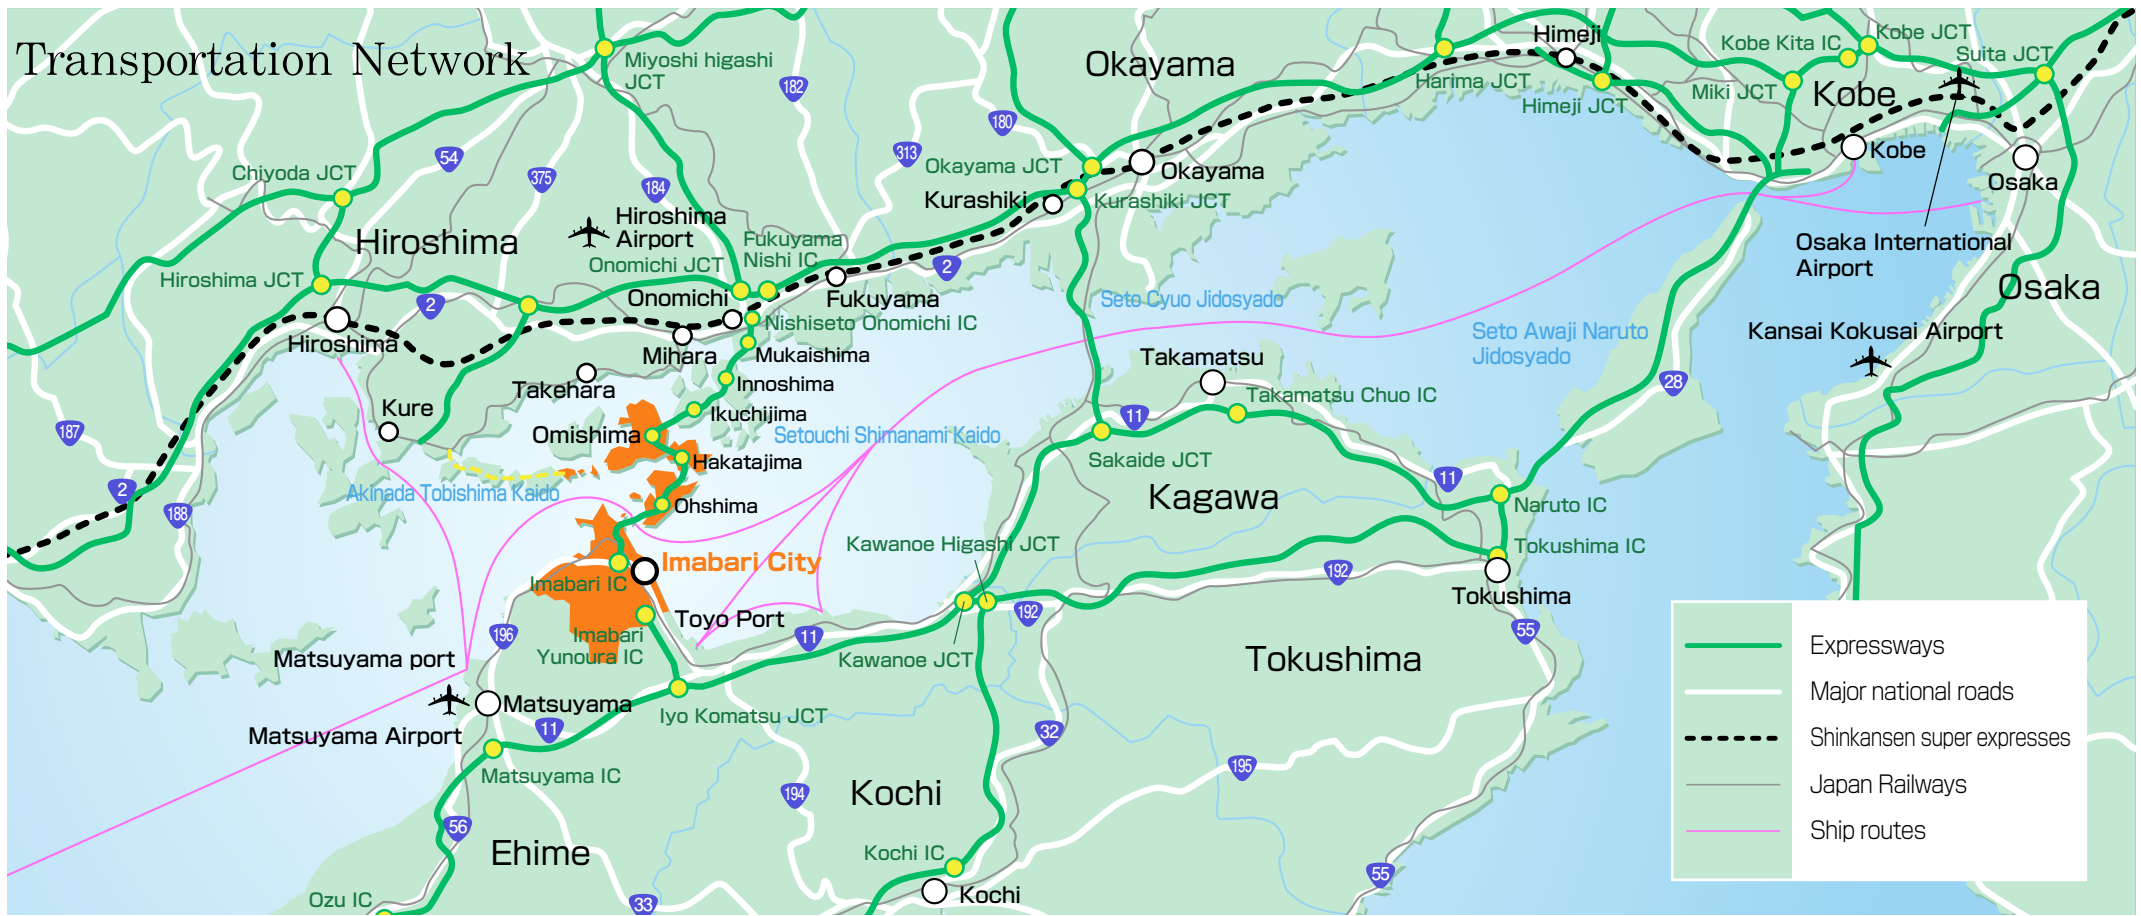 Transportation Network
Miyoshi higashi
JCT
182
Okayama
180
313
Himeji
Harima JCT
Himeji JCT
Kobe Kita IC
Kobe JCT
Suita JCT
Miki JCT
Kobe
Kobe
Osaka
Chiyoda JCT
54
375
184
Okayama JCT
Okayama
Kurashiki
Kurashiki JCT
Hiroshima
Hiroshima
Airport
Fukuyama
Nishi IC
Onomichi JCT
Hiroshima JCT
2
2
Onomichi
Fukuyama
Nishiseto Onomichi IC
Hiroshima
Mihara
Mukaishima
Takehara
Innoshima
Kure
Ikuchijima
Omishima
Hakatajima
Ohshima
Seto Cyuo Jidosyado
Seto Awaji Naruto
Jidosyado
Osaka International
Airport
Osaka
Kansai Kokusai Airport
28
Takamatsu
Takamatsu Chuo IC
11
Setouchi Shimanami Kaido
Sakaide JCT
Kagawa
11
Naruto IC
Tokushima IC
187
2
188
Akinada Tobishima Kaido
Imabari City
Imabari IC
Kawanoe Higashi JCT
192
192
Tokushima
Toyo Port
Imabari
Yunoura IC
196
11
Kawanoe JCT
Matsuyama port
Matsuyama
Matsuyama Airport
11
Iyo Komatsu JCT
Matsuyama IC
Tokushima
55
32
195
194
Kochi
56
Ehime
Kochi IC
Kochi
Ozu IC
33
55
Expressways
Major national roads
Shinkansen super expresses
Japan Railways
Ship routes